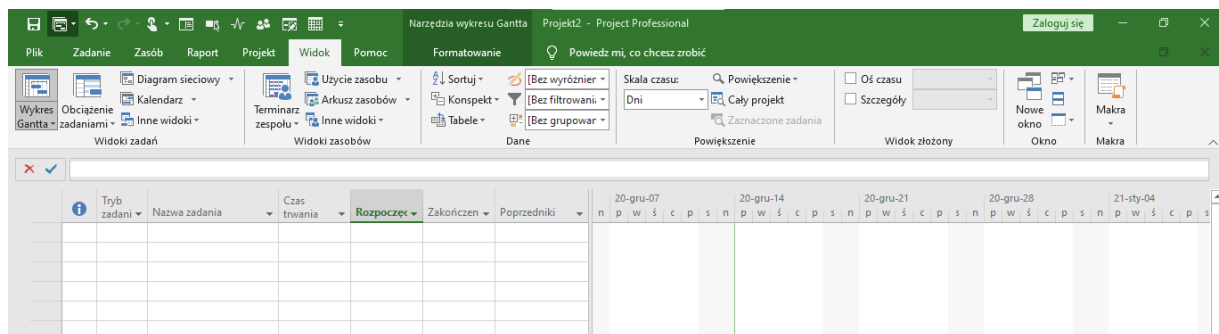 Narzędzia wykresu Gantta Projekt2 - Project Professional Zaloguj się
Plik Zadanie Zasób Raport Projekt Widok Pomoc Formatowanie Powiedz mi, co chcesz zrobić
Wykres Gantta
Obciążenie zadaniami
Diagram sieciowy
Kalendarz
Inne widoki
Widoki zadań
Terminarz zespołu
Użycie zasobu
Arkusz zasobów
Inne widoki
Widoki zasobów
Sortuj
Konspekt
Tabele
[Bez wyróżnier
[Bez filtrowani
[Bez grupowar
Dane
Skala czasu:
Dni
Powiększenie
Cały projekt
Zaznaczone zadania
Powiększenie
Oś czasu
Szczegóły
Widok złożony
Nowe okno
Okno
Makra
Makra
Tryb zadani
Nazwa zadania
Czas trwania
Rozpoczęc
Zakończen
Poprzedniki
20-gru-07 20-gru-14 20-gru-21 20-gru-28 21-sty-04
n p w ś c p s n p w ś c p s n p w ś c p s n p w ś c p s n p w ś c p s